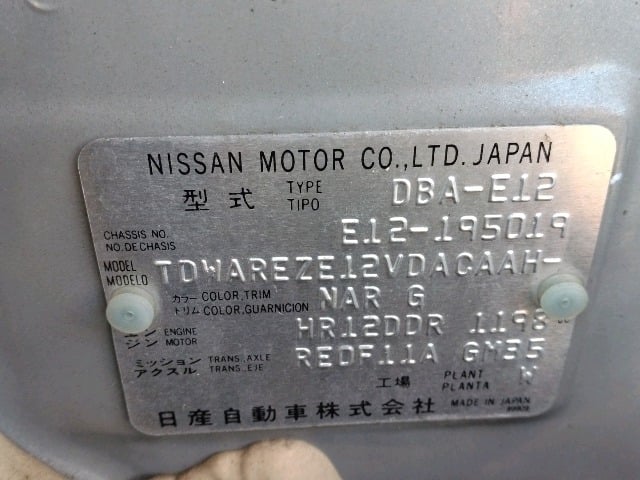 NISSAN MOTOR CO.,LTD. JAPAN
型式 TYPE TIPO DBA-E12
CHASSIS NO. NO. DE CHASIS E12-195019
MODEL MODELO TDWAREZE12VDACAAH-
カラー COLOR, TRIM トリム COLOR, GUARNICION NAR G
エンジン ENGINE MOTOR HR12DDR 1198 cc
ミッション TRANS. AXLE アクスル TRANS. EJE RE0F11A GM35
工場 PLANT PLANTA W
日産自動車株式会社 MADE IN JAPAN